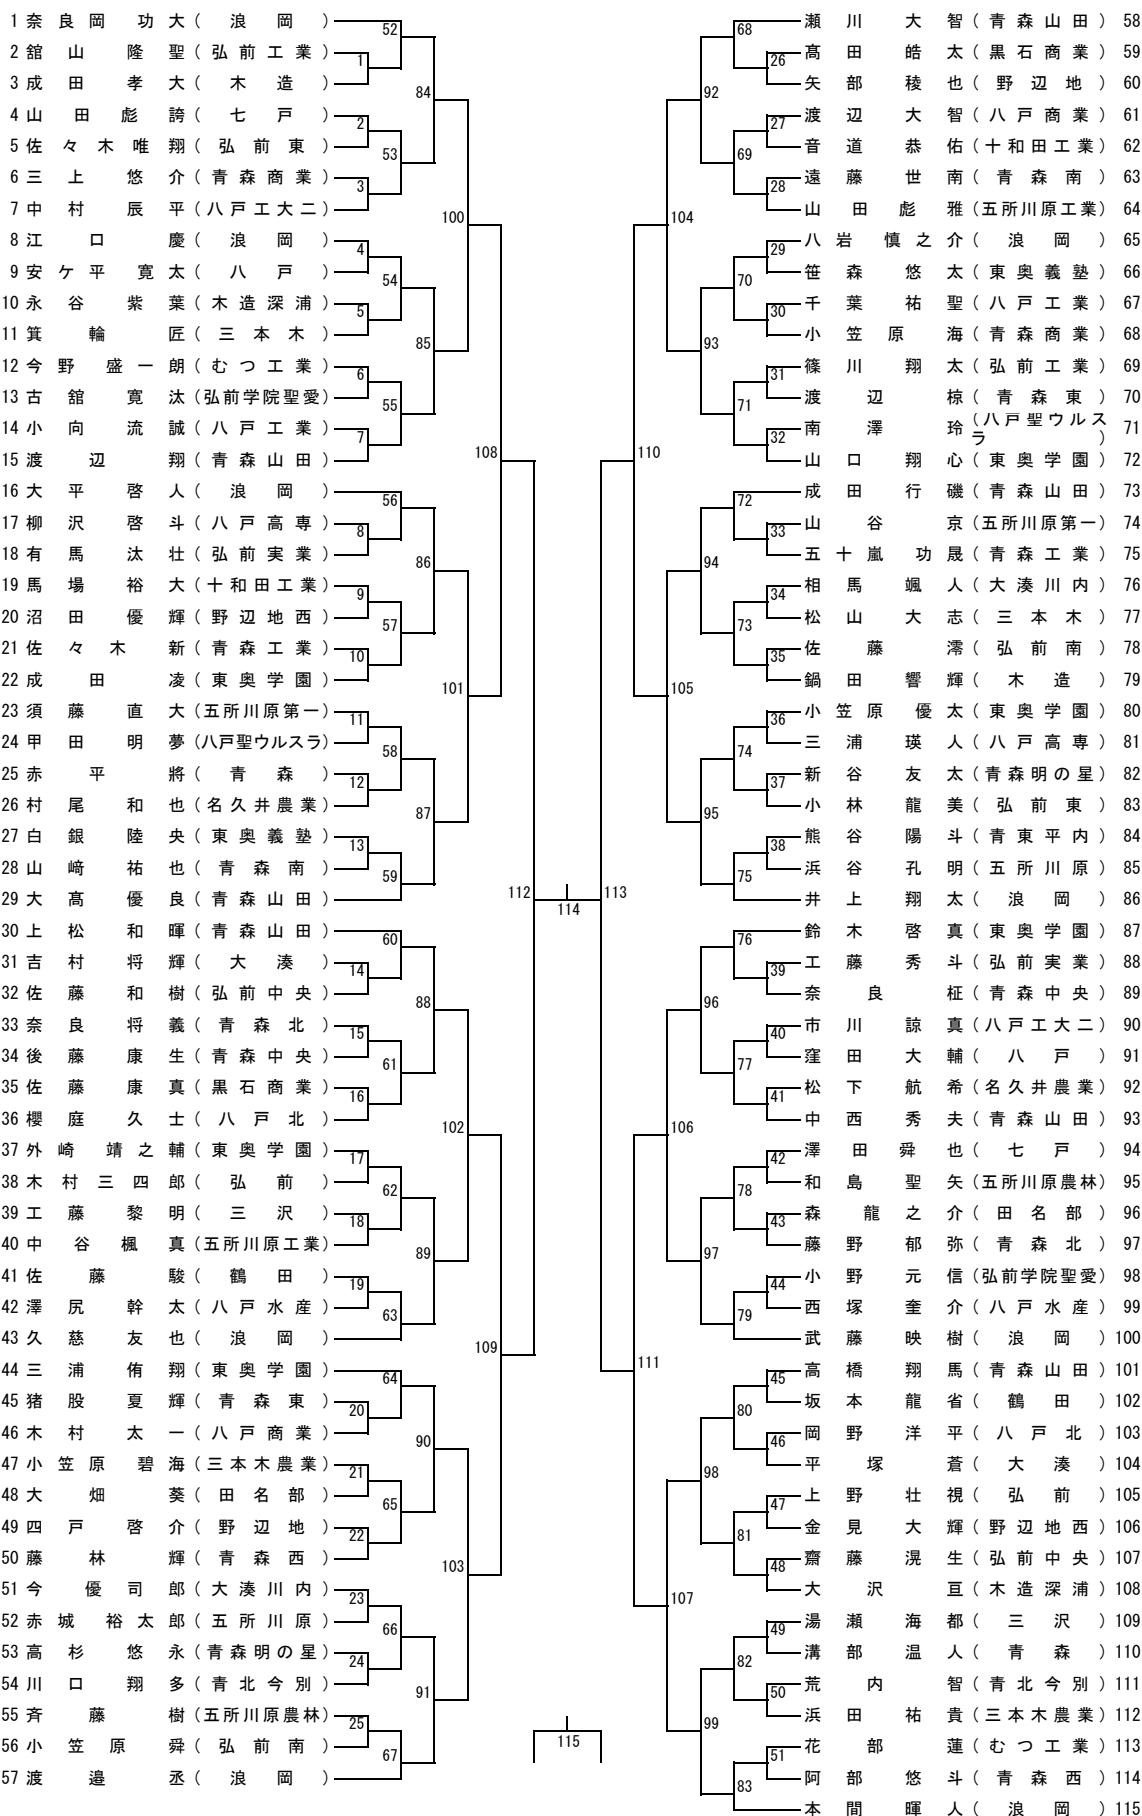 1 奈良岡 功大 ( 浪岡 )
2 舘山 隆聖 ( 弘前工業 )
3 成田 孝大 ( 木造 )
4 山田 彪誇 ( 七戸 )
5 佐々木 唯翔 ( 弘前東 )
6 三上 悠介 ( 青森商業 )
7 中村 辰平 ( 八戸工大二 )
8 江口 慶 ( 浪岡 )
9 安ケ平 寛太 ( 八戸 )
10 永谷 紫葉 ( 木造深浦 )
11 箕輪 匠 ( 三本木 )
12 今野 盛一朗 ( むつ工業 )
13 古舘 寛汰 ( 弘前学院聖愛 )
14 小向 流誠 ( 八戸工業 )
15 渡辺 翔 ( 青森山田 )
16 大平 啓人 ( 浪岡 )
17 柳沢 啓斗 ( 八戸高専 )
18 有馬 汰壮 ( 弘前実業 )
19 馬場 裕大 ( 十和田工業 )
20 沼田 優輝 ( 野辺地西 )
21 佐々木 新 ( 青森工業 )
22 成田 凌 ( 東奥学園 )
23 須藤 直大 ( 五所川原第一 )
24 甲田 明夢 ( 八戸聖ウルスラ )
25 赤平 將 ( 青森 )
26 村尾 和也 ( 名久井農業 )
27 白銀 陸央 ( 東奥義塾 )
28 山﨑 祐也 ( 青森南 )
29 大髙 優良 ( 青森山田 )
30 上松 和暉 ( 青森山田 )
31 吉村 将輝 ( 大湊 )
32 佐藤 和樹 ( 弘前中央 )
33 奈良 将義 ( 青森北 )
34 後藤 康生 ( 青森中央 )
35 佐藤 康真 ( 黒石商業 )
36 櫻庭 久士 ( 八戸北 )
37 外崎 靖之輔 ( 東奥学園 )
38 木村 三四郎 ( 弘前 )
39 工藤 黎明 ( 三沢 )
40 中谷 楓真 ( 五所川原工業 )
41 佐藤 駿 ( 鶴田 )
42 澤尻 幹太 ( 八戸水産 )
43 久慈 友也 ( 浪岡 )
44 三浦 侑翔 ( 東奥学園 )
45 猪股 夏輝 ( 青森東 )
46 木村 太一 ( 八戸商業 )
47 小笠原 碧海 ( 三本木農業 )
48 大畑 葵 ( 田名部 )
49 四戸 啓介 ( 野辺地 )
50 藤林 輝 ( 青森西 )
51 今 優司郎 ( 大湊川内 )
52 赤城 裕太郎 ( 五所川原 )
53 高杉 悠永 ( 青森明の星 )
54 川口 翔多 ( 青北今別 )
55 斉藤 樹 ( 五所川原農林 )
56 小笠原 舜 ( 弘前南 )
57 渡邉 丞 ( 浪岡 )
52
1
84
2
53
3
100
4
54
5
85
6
55
7
108
56
8
86
9
57
10
101
11
58
12
87
13
59
112
60
14
88
15
61
16
102
17
62
18
89
19
63
109
64
20
90
21
65
22
103
23
66
24
91
25
67
114
115
113
68
26
92
27
69
28
104
29
70
30
93
31
71
32
110
72
33
94
34
73
35
105
36
74
37
95
38
75
76
39
96
40
77
41
106
42
78
43
97
44
79
111
45
80
46
98
47
81
48
107
49
82
50
99
51
83
瀬川 大智 ( 青森山田 ) 58
髙田 皓太 ( 黒石商業 ) 59
矢部 稜也 ( 野辺地 ) 60
渡辺 大智 ( 八戸商業 ) 61
音道 恭佑 ( 十和田工業 ) 62
遠藤 世南 ( 青森南 ) 63
山田 彪雅 ( 五所川原工業 ) 64
八岩 慎之介 ( 浪岡 ) 65
笹森 悠太 ( 東奥義塾 ) 66
千葉 祐聖 ( 八戸工業 ) 67
小笠原 海 ( 青森商業 ) 68
篠川 翔太 ( 弘前工業 ) 69
渡辺 椋 ( 青森東 ) 70
南澤 玲 ( 八戸聖ウルスラ ) 71
山口 翔心 ( 東奥学園 ) 72
成田 行磯 ( 青森山田 ) 73
山谷 京 ( 五所川原第一 ) 74
五十嵐 功晟 ( 青森工業 ) 75
相馬 颯人 ( 大湊川内 ) 76
松山 大志 ( 三本木 ) 77
佐藤 澪 ( 弘前南 ) 78
鍋田 響輝 ( 木造 ) 79
小笠原 優太 ( 東奥学園 ) 80
三浦 瑛人 ( 八戸高専 ) 81
新谷 友太 ( 青森明の星 ) 82
小林 龍美 ( 弘前東 ) 83
熊谷 陽斗 ( 青東平内 ) 84
浜谷 孔明 ( 五所川原 ) 85
井上 翔太 ( 浪岡 ) 86
鈴木 啓真 ( 東奥学園 ) 87
工藤 秀斗 ( 弘前実業 ) 88
奈良 柾 ( 青森中央 ) 89
市川 諒真 ( 八戸工大二 ) 90
窪田 大輔 ( 八戸 ) 91
松下 航希 ( 名久井農業 ) 92
中西 秀夫 ( 青森山田 ) 93
澤田 舜也 ( 七戸 ) 94
和島 聖矢 ( 五所川原農林 ) 95
森 龍之介 ( 田名部 ) 96
藤野 郁弥 ( 青森北 ) 97
小野 元信 ( 弘前学院聖愛 ) 98
西塚 奎介 ( 八戸水産 ) 99
武藤 映樹 ( 浪岡 ) 100
高橋 翔馬 ( 青森山田 ) 101
坂本 龍省 ( 鶴田 ) 102
岡野 洋平 ( 八戸北 ) 103
平塚 蒼 ( 大湊 ) 104
上野 壮視 ( 弘前 ) 105
金見 大輝 ( 野辺地西 ) 106
齋藤 滉生 ( 弘前中央 ) 107
大沢 亘 ( 木造深浦 ) 108
湯瀬 海都 ( 三沢 ) 109
溝部 温人 ( 青森 ) 110
荒内 智 ( 青北今別 ) 111
浜田 祐貴 ( 三本木農業 ) 112
花部 蓮 ( むつ工業 ) 113
阿部 悠斗 ( 青森西 ) 114
本間 暉人 ( 浪岡 ) 115